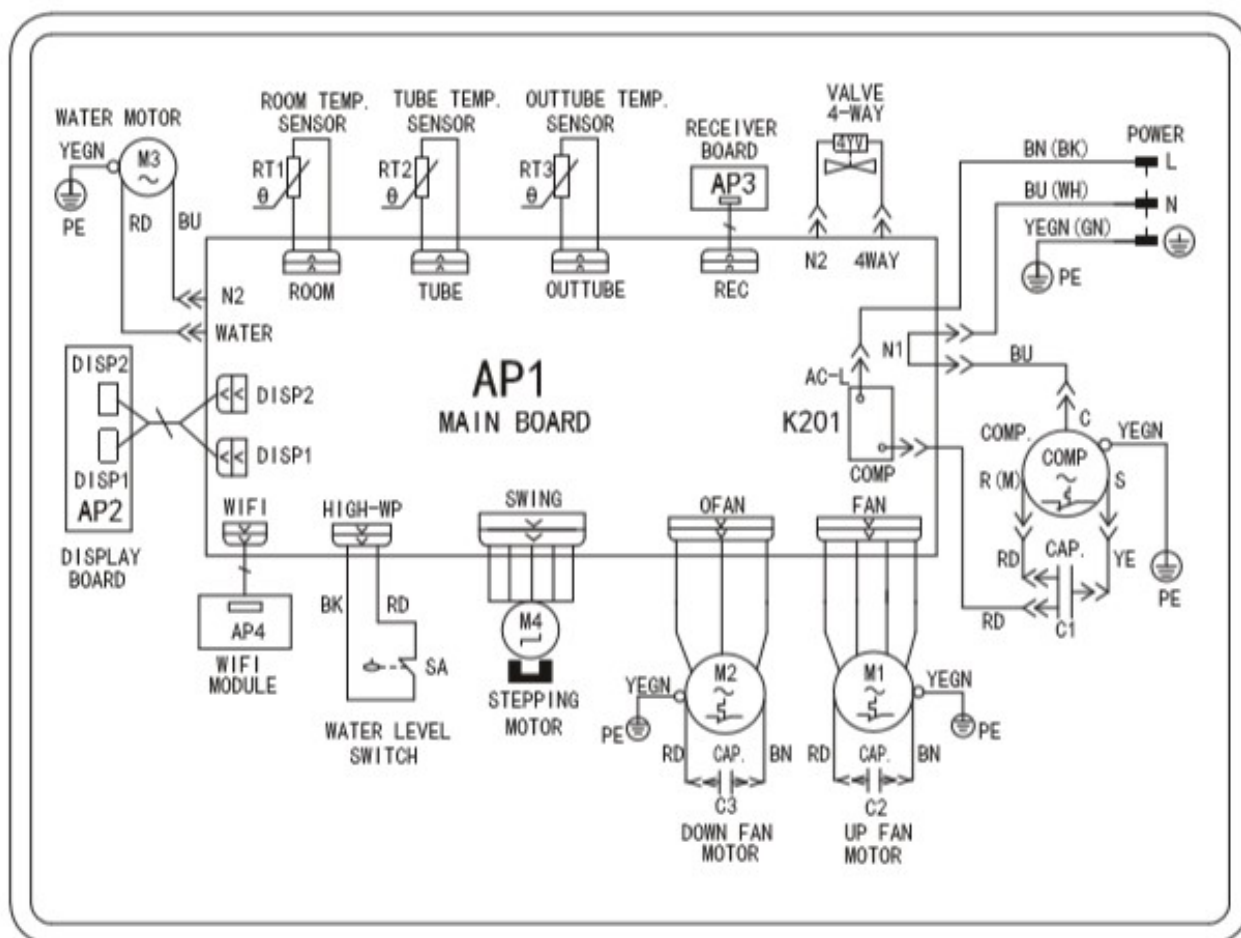 WATER MOTOR
YEGN
M3
PE
RD
BU
ROOM TEMP.
SENSOR
RT1
θ
TUBE TEMP.
SENSOR
RT2
θ
OUTTUBE TEMP.
SENSOR
RT3
θ
RECEIVER
BOARD
AP3
VALVE
4-WAY
4YV
POWER
BN(BK)
L
BU(WH)
N
YEGN(GN)
PE
ROOM
TUBE
OUTTUBE
REC
N2
4WAY
N2
WATER
DISP2
DISP1
AP2
DISPLAY
BOARD
DISP2
DISP1
AP1
MAIN BOARD
AC-L
K201
COMP
N1
BU
C
COMP.
COMP
YEGN
R(M)
S
RD
CAP.
YE
RD
C1
PE
WIFI
AP4
WIFI
MODULE
HIGH-WP
BK
RD
SA
WATER LEVEL
SWITCH
SWING
M4
STEPPING
MOTOR
OFAN
M2
YEGN
PE
RD
CAP.
BN
C3
DOWN FAN
MOTOR
FAN
M1
YEGN
PE
RD
CAP.
BN
C2
UP FAN
MOTOR